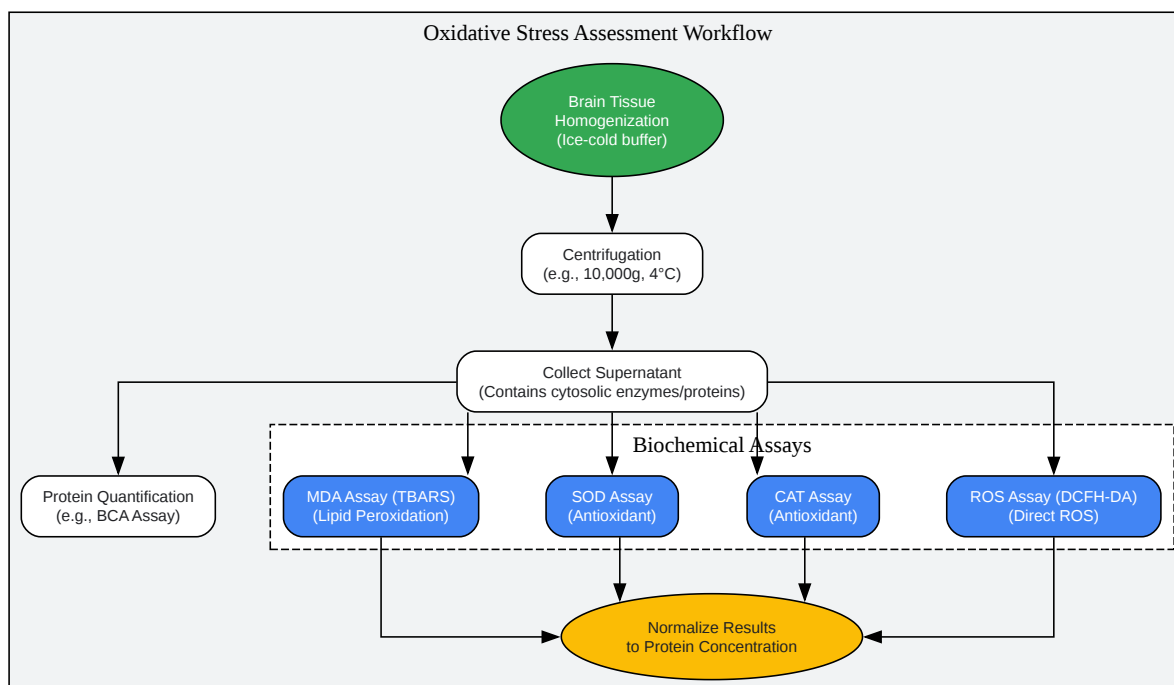 Oxidative Stress Assessment Workflow
Brain Tissue
Homogenization
(Ice-cold buffer)
Centrifugation
(e.g., 10,000g, 4°C)
Collect Supernatant
(Contains cytosolic enzymes/proteins)
Biochemical Assays
Protein Quantification
(e.g., BCA Assay)
MDA Assay (TBARS)
(Lipid Peroxidation)
SOD Assay
(Antioxidant)
CAT Assay
(Antioxidant)
ROS Assay (DCFH-DA)
(Direct ROS)
Normalize Results
to Protein Concentration